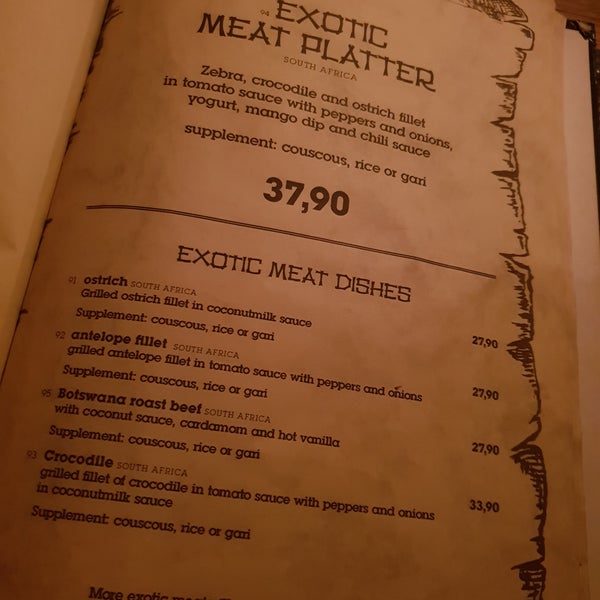 94 EXOTIC
MEAT PLATTER
SOUTH AFRICA
Zebra, crocodile and ostrich fillet
in tomato sauce with peppers and onions,
yogurt, mango dip and chili sauce
supplement: couscous, rice or gari
37,90
EXOTIC MEAT DISHES
91 ostrich SOUTH AFRICA
Grilled ostrich fillet in coconutmilk sauce
Supplement: couscous, rice or gari 27,90
92 antelope fillet SOUTH AFRICA
grilled antelope fillet in tomato sauce with peppers and onions
Supplement: couscous, rice or gari 27,90
95 Botswana roast beef SOUTH AFRICA
with coconut sauce, cardamom and hot vanilla
Supplement: couscous, rice or gari 27,90
93 Crocodile SOUTH AFRICA
grilled fillet of crocodile in tomato sauce with peppers and onions
in coconutmilk sauce 33,90
Supplement: couscous, rice or gari
More exotic